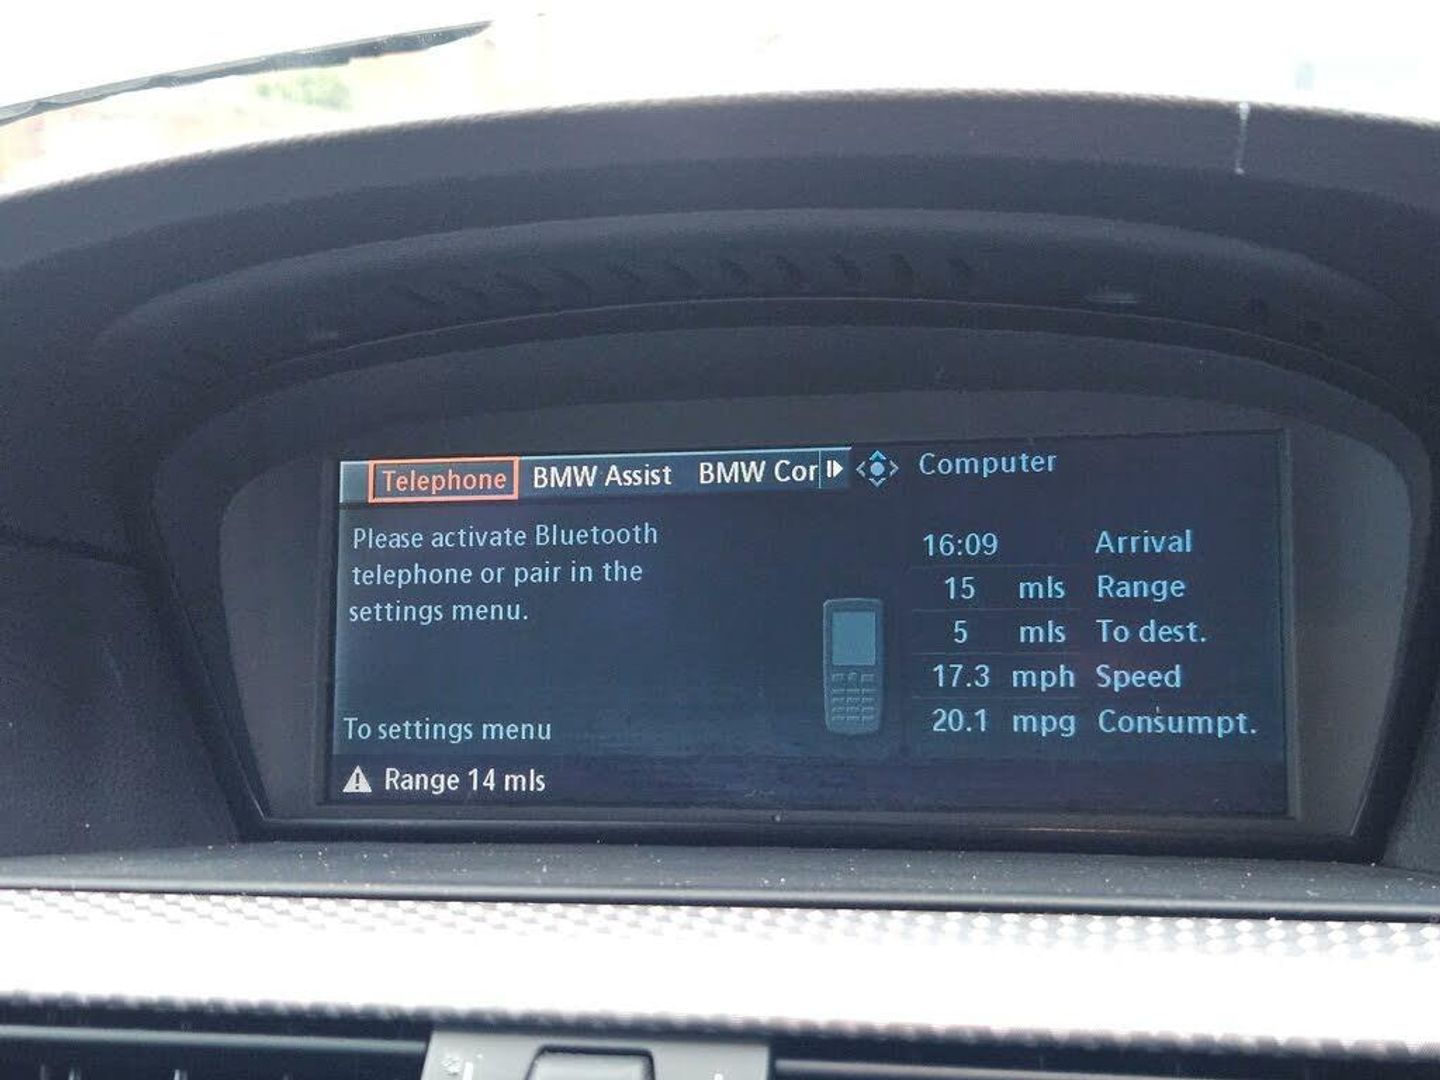 Telephone BMW Assist BMW Cor
Computer
Please activate Bluetooth
telephone or pair in the
settings menu.
To settings menu
Range 14 mls
16:09 Arrival
15 mls Range
5 mls To dest.
17.3 mph Speed
20.1 mpg Consumpt.